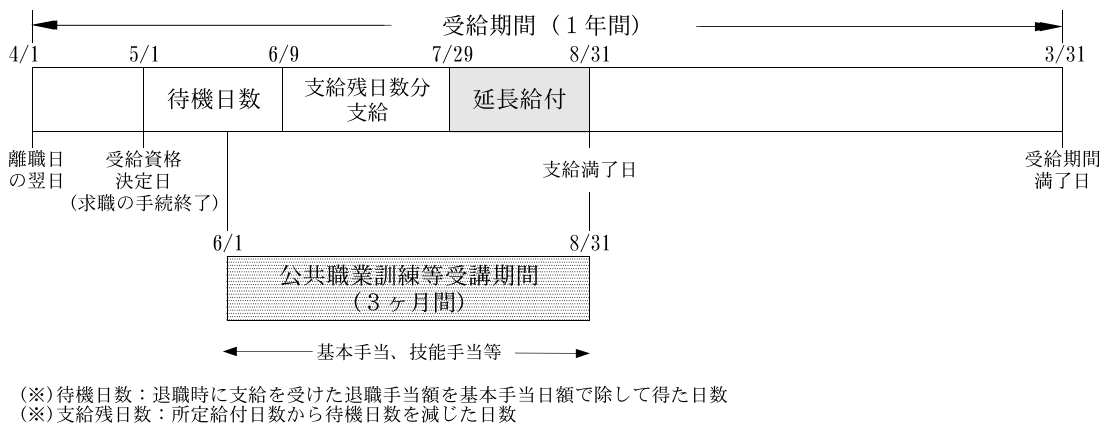 受給期間（１年間）
4/1 5/1 6/9 7/29 8/31 3/31
待機日数
支給残日数分
支給
延長給付
離職日
の翌日
受給資格
決定日
(求職の手続終了)
支給満了日
受給期間
満了日
6/1 8/31
公共職業訓練等受講期間
（３ヶ月間）
基本手当、技能手当等
(※)待機日数：退職時に支給を受けた退職手当額を基本手当日額で除して得た日数
(※)支給残日数：所定給付日数から待機日数を減じた日数